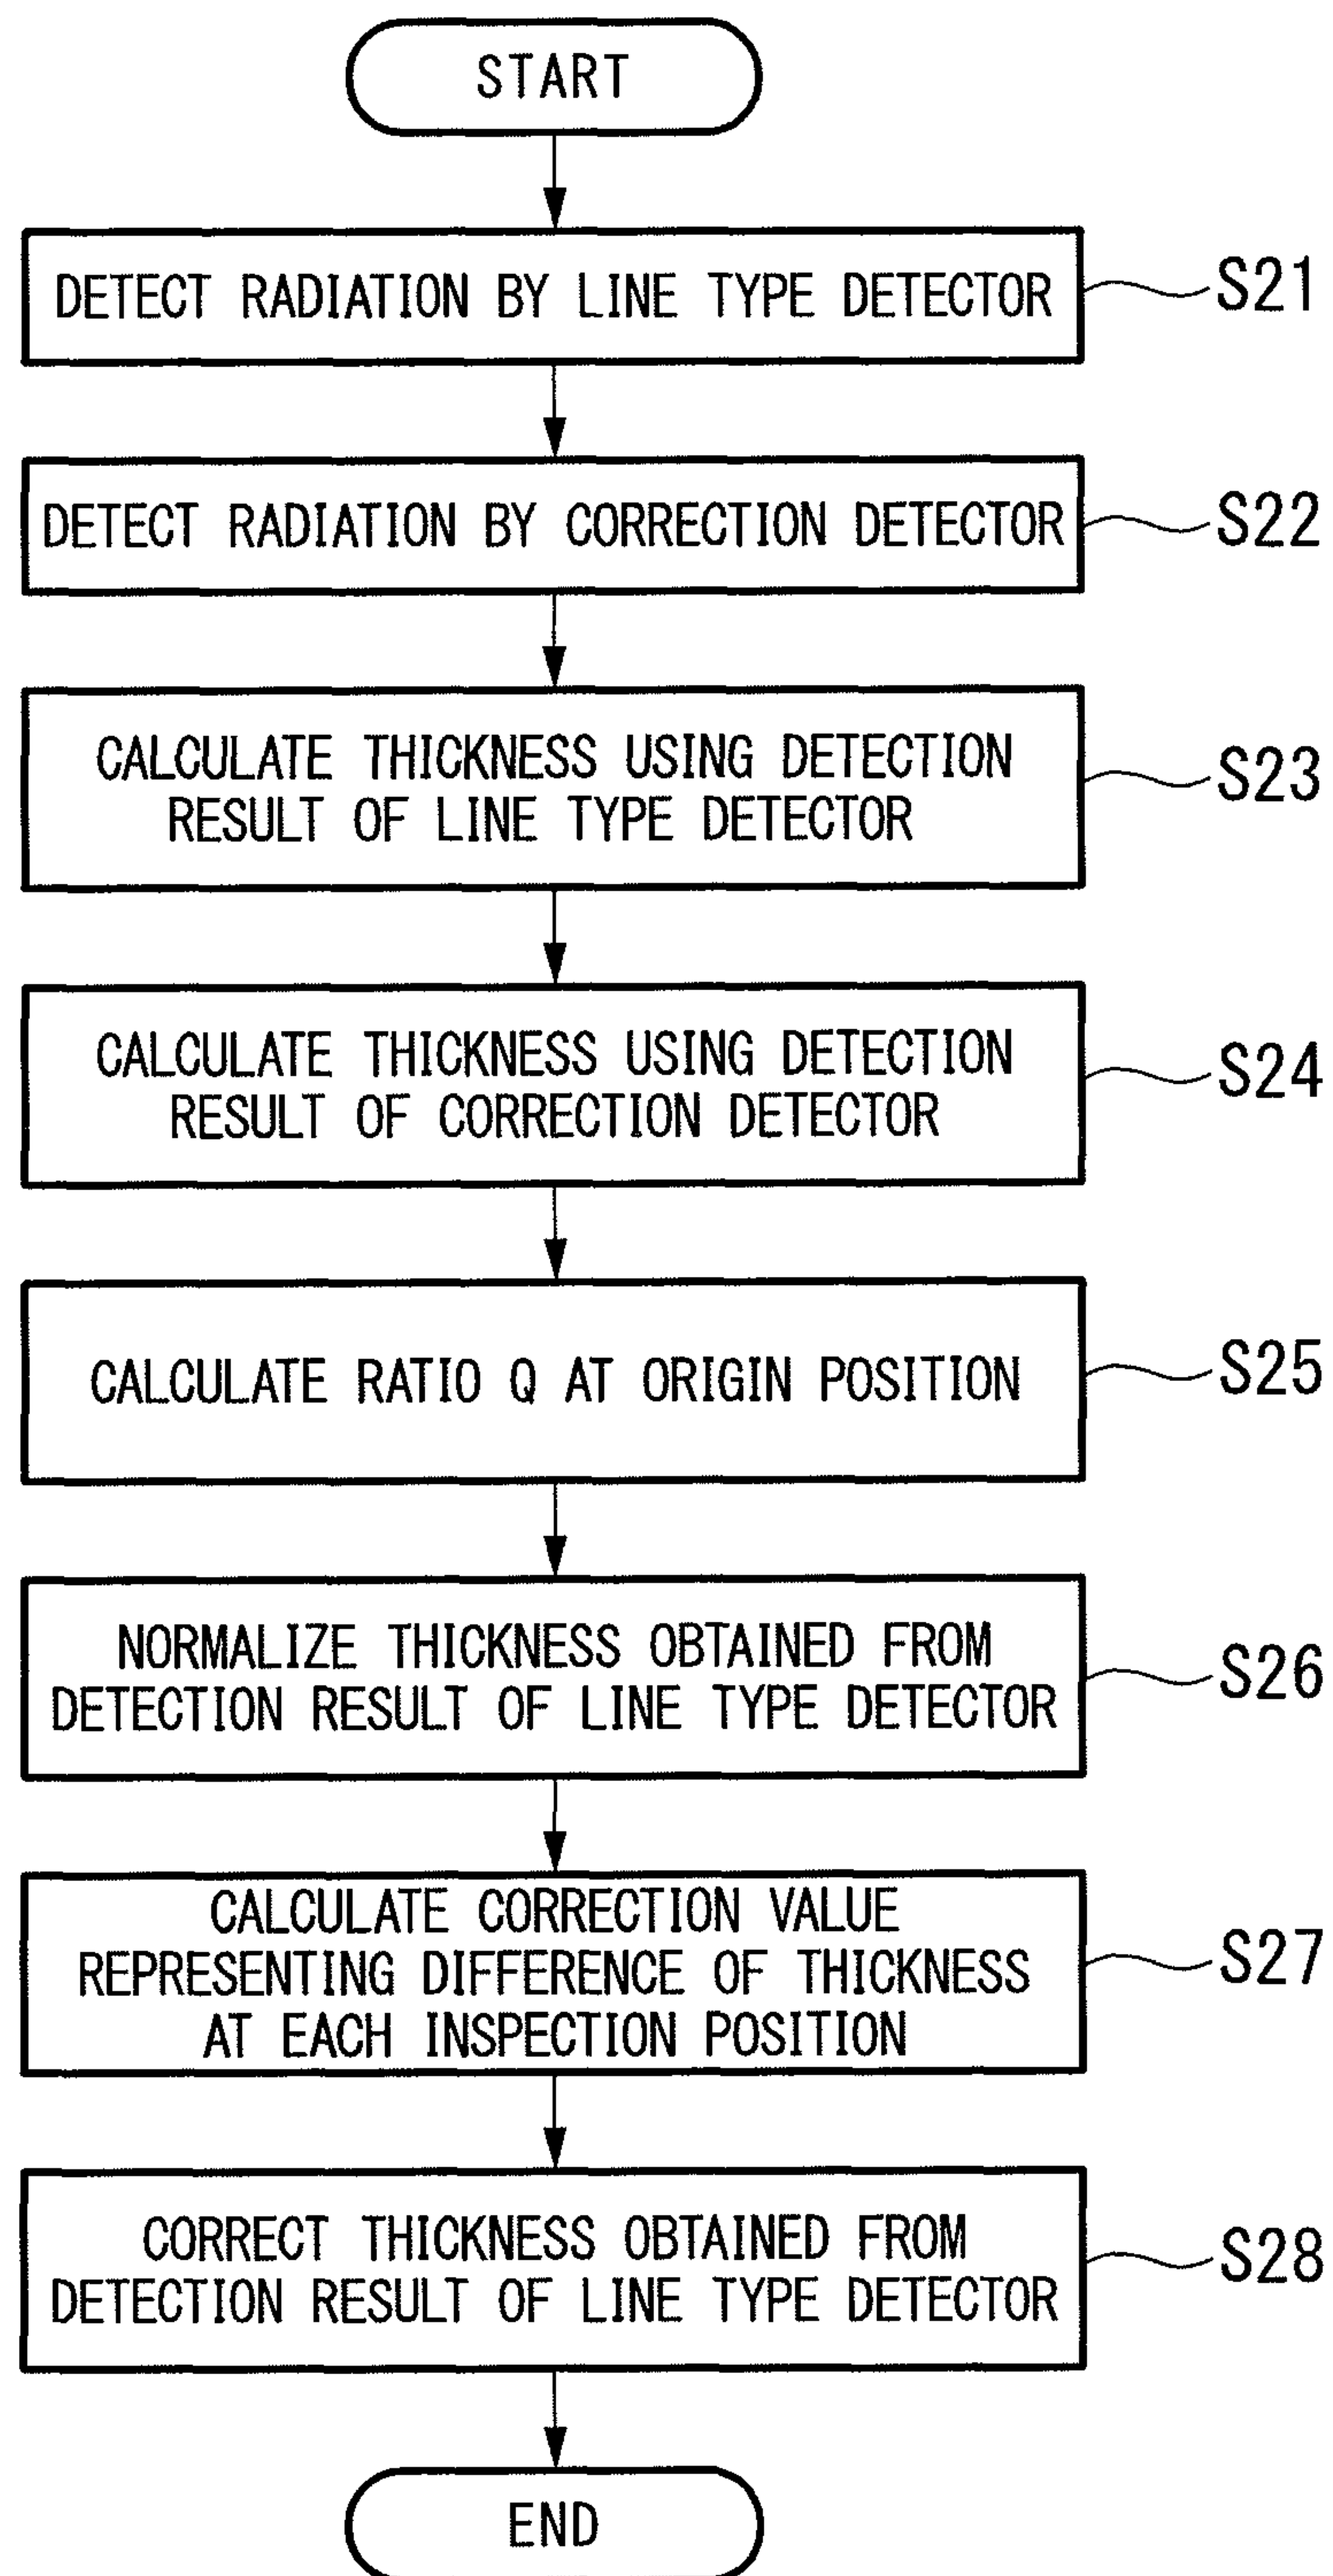 START
DETECT RADIATION BY LINE TYPE DETECTOR
S21
DETECT RADIATION BY CORRECTION DETECTOR
S22
CALCULATE THICKNESS USING DETECTION
RESULT OF LINE TYPE DETECTOR
S23
CALCULATE THICKNESS USING DETECTION
RESULT OF CORRECTION DETECTOR
S24
CALCULATE RATIO Q AT ORIGIN POSITION
S25
NORMALIZE THICKNESS OBTAINED FROM
DETECTION RESULT OF LINE TYPE DETECTOR
S26
CALCULATE CORRECTION VALUE
REPRESENTING DIFFERENCE OF THICKNESS
AT EACH INSPECTION POSITION
S27
CORRECT THICKNESS OBTAINED FROM
DETECTION RESULT OF LINE TYPE DETECTOR
S28
END